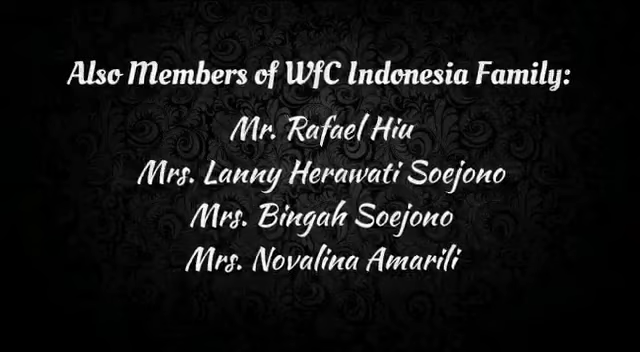 Also Members of WfC Indonesia Family:
Mr. Rafael Hiu
Mrs. Lanny Herawati Soejono
Mrs. Bingah Soejono
Mrs. Novalina Amarili